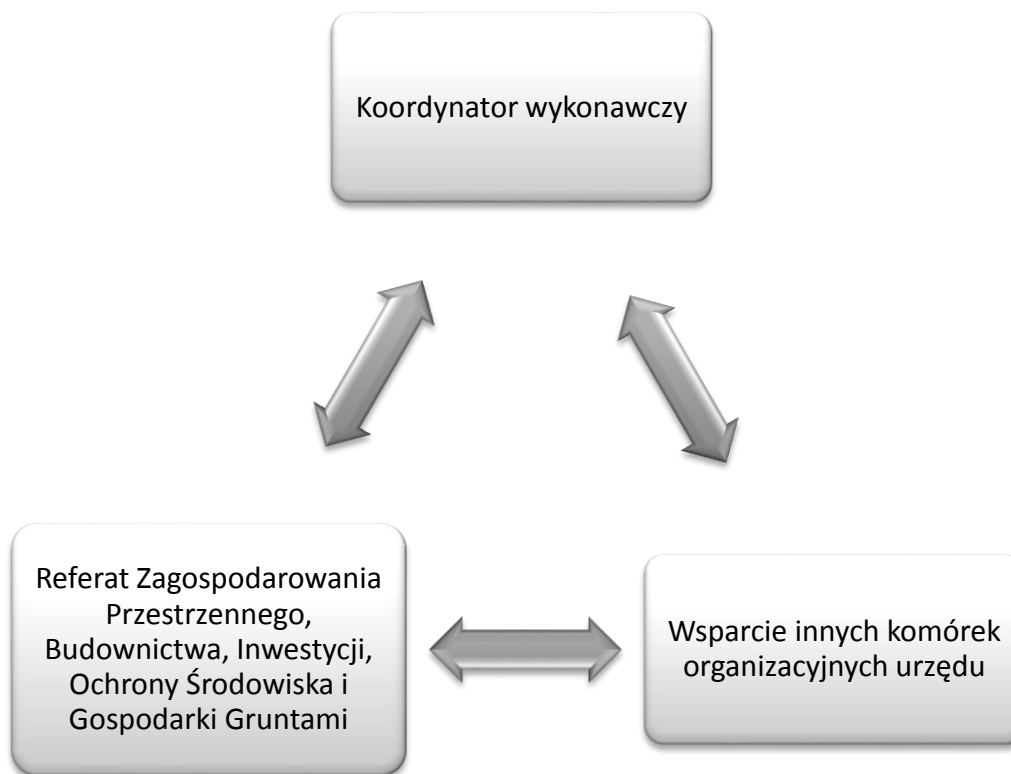 Koordynator wykonawczy
Referat Zagospodarowania
Przestrzennego,
Budownictwa, Inwestycji,
Ochrony Środowiska i
Gospodarki Gruntami
Wsparcie innych komórek
organizacyjnych urzędu